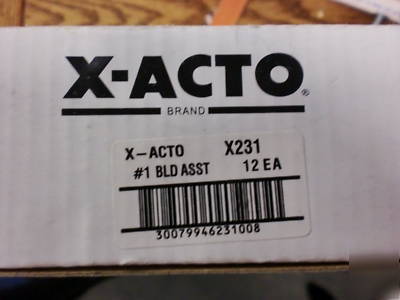 X-ACTO®
BRAND
X-ACTO X231
#1 BLD ASST 12 EA
30079946231008